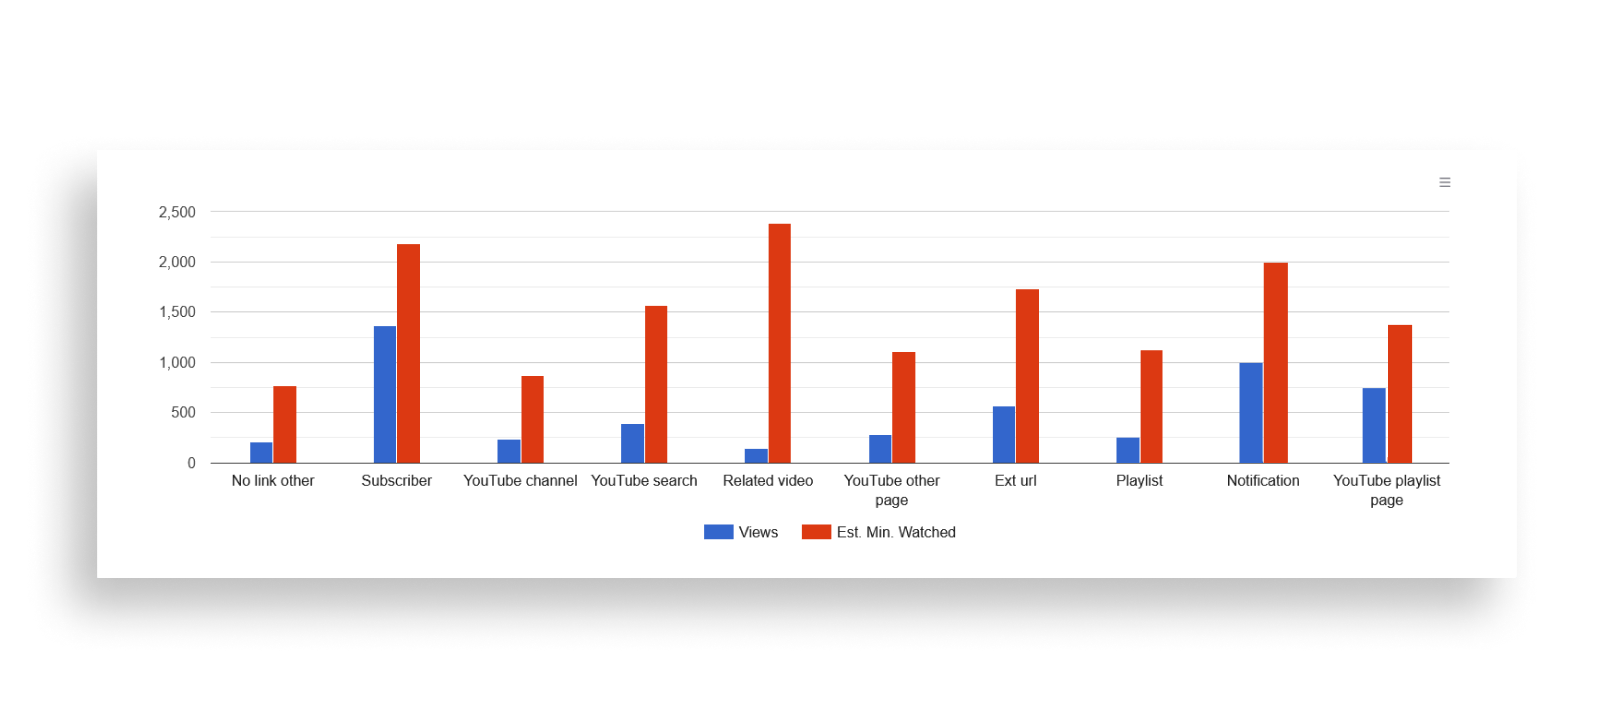 2,500
2,000
1,500
1,000
500
0
No link other
Subscriber
YouTube channel
YouTube search
Related video
YouTube other
page
Ext url
Playlist
Notification
YouTube playlist
page
Views
Est. Min. Watched